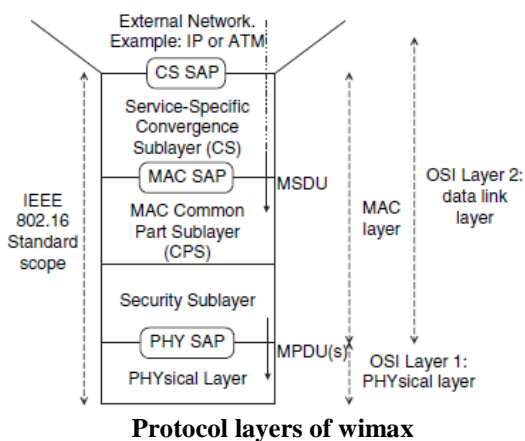 External Network.
Example: IP or ATM
CS SAP
Service-Specific
Convergence
Sublayer (CS)
MAC SAP
MSDU
MAC Common
Part Sublayer
(CPS)
Security Sublayer
PHY SAP
MPDU(s)
PHYsical Layer
IEEE
802.16
Standard
scope
MAC
layer
OSI Layer 2:
data link
layer
OSI Layer 1:
PHYsical layer
Protocol layers of wimax